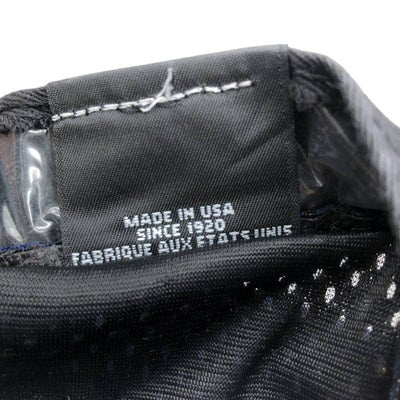 MADE IN USA
SINCE 1920
FABRIQUE AUX ETATS UNIS